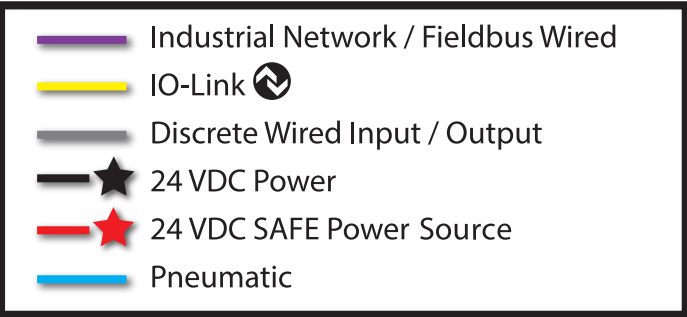 Industrial Network / Fieldbus Wired
IO-Link
Discrete Wired Input / Output
24 VDC Power
24 VDC SAFE Power Source
Pneumatic